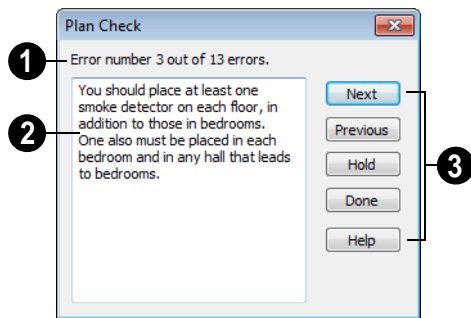 Plan Check
1
Error number 3 out of 13 errors.
2
You should place at least one
smoke detector on each floor, in
addition to those in bedrooms.
One also must be placed in each
bedroom and in any hall that leads
to bedrooms.
Next
Previous
Hold
Done
Help
3